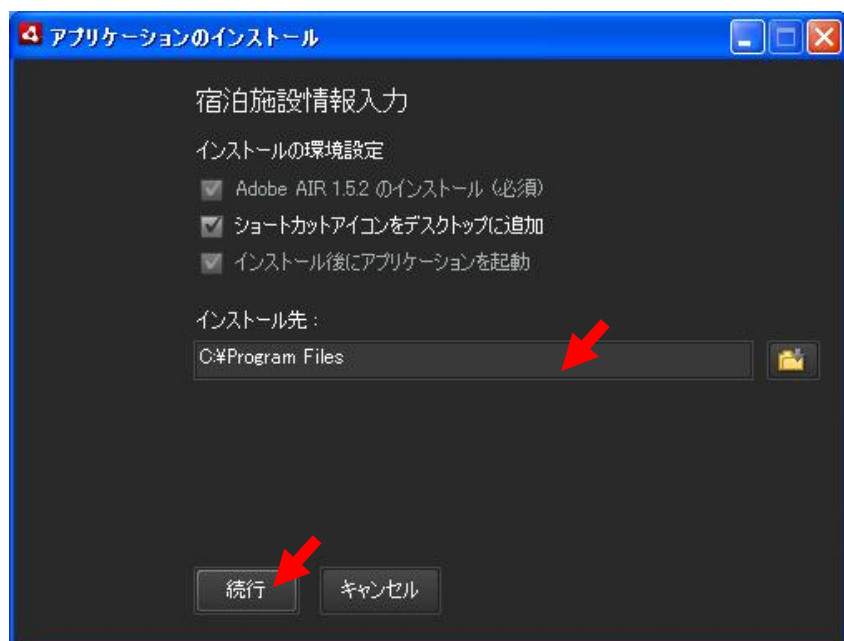 アプリケーションのインストール
宿泊施設情報入力
インストールの環境設定
Adobe AIR 1.5.2 のインストール (必須)
ショートカットアイコンをデスクトップに追加
インストール後にアプリケーションを起動
インストール先 :
C:¥Program Files
続行 キャンセル